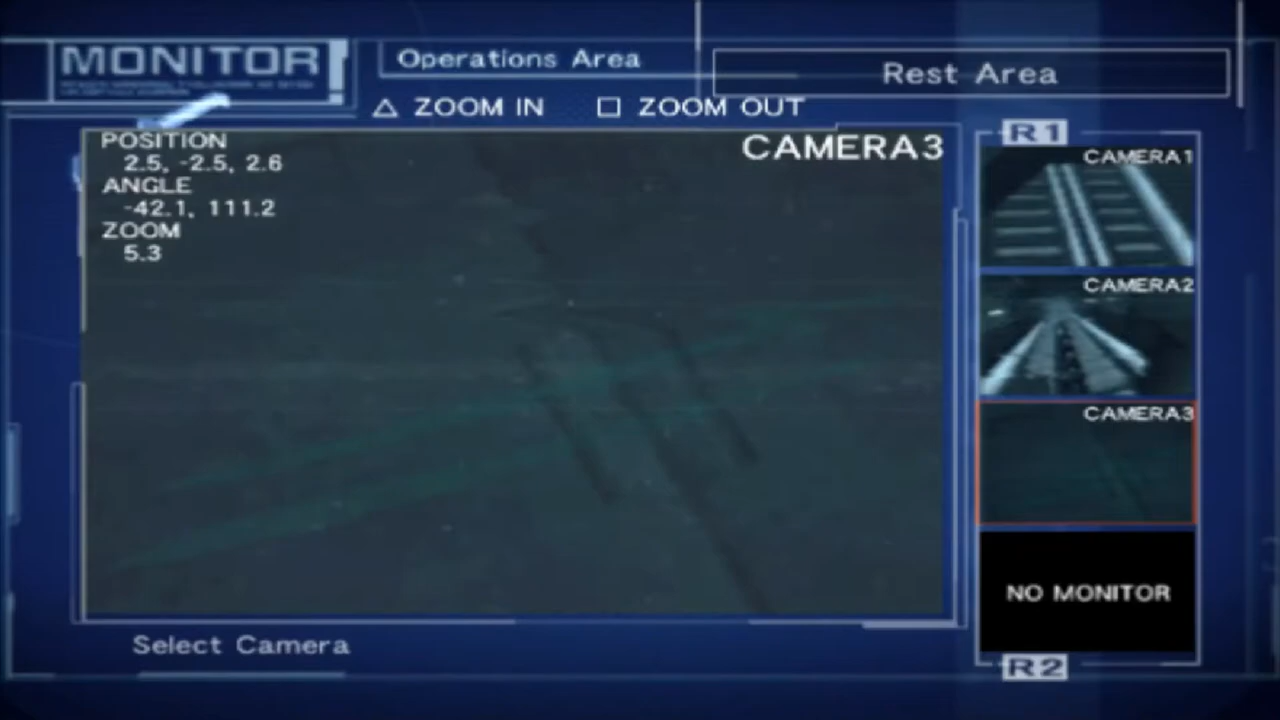 MONITOR
Operations Area
Rest Area
△ ZOOM IN □ ZOOM OUT
POSITION
2.5, -2.5, 2.6
ANGLE
-42.1, 111.2
ZOOM
5.3
CAMERA3
R1
CAMERA1
CAMERA2
CAMERA3
NO MONITOR
R2
Select Camera